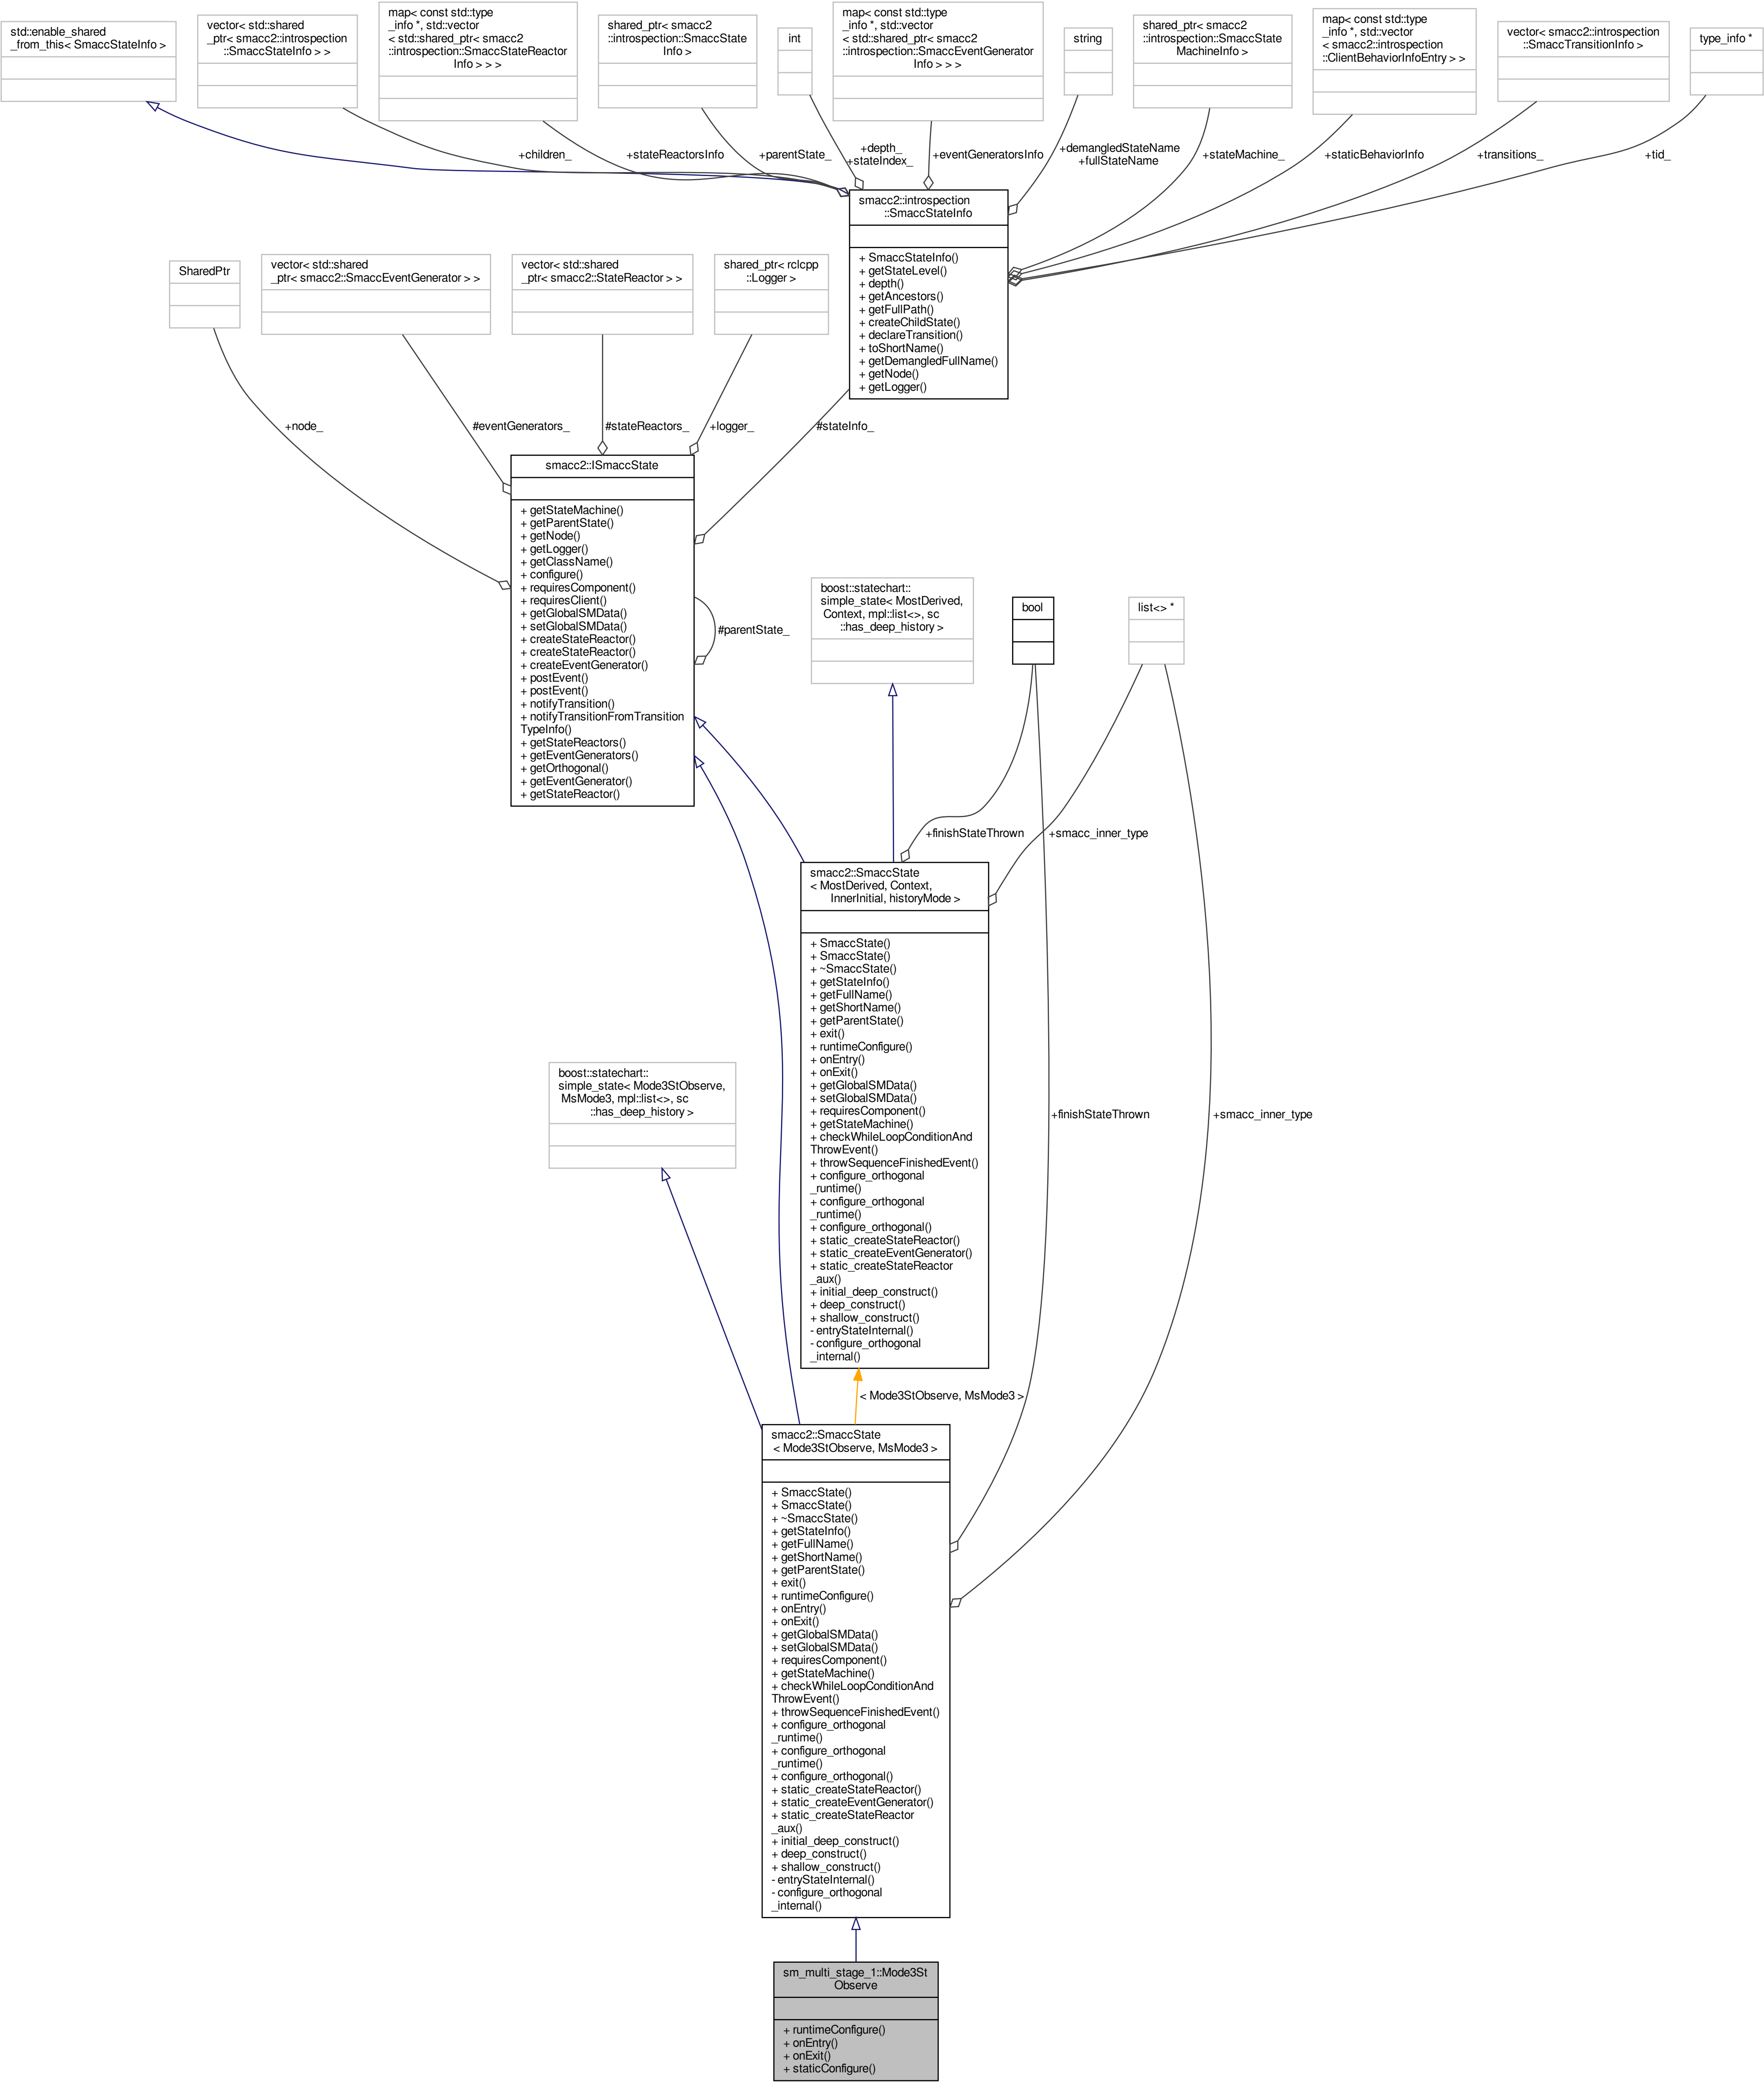 std::enable_shared
_from_this< SmaccStateInfo >
vector< std::shared
_ptr< smacc2::introspection
::SmaccStateInfo > >
map< const std::type
_info *, std::vector
< std::shared_ptr< smacc2
::introspection::SmaccStateReactor
Info > > >
shared_ptr< smacc2
::introspection::SmaccState
Info >
int
map< const std::type
_info *, std::vector
< std::shared_ptr< smacc2
::introspection::SmaccEventGenerator
Info > > >
string
shared_ptr< smacc2
::introspection::SmaccState
MachineInfo >
map< const std::type
_info *, std::vector
< smacc2::introspection
::ClientBehaviorInfoEntry > >
vector< smacc2::introspection
::SmaccTransitionInfo >
type_info *
+children_
+stateReactorsInfo
+parentState_
+depth_
+stateIndex_
+eventGeneratorsInfo
+demangledStateName
+fullStateName
+stateMachine_
+staticBehaviorInfo
+transitions_
+tid_
smacc2::introspection
::SmaccStateInfo
+ SmaccStateInfo()
+ getStateLevel()
+ depth()
+ getAncestors()
+ getFullPath()
+ createChildState()
+ declareTransition()
+ toShortName()
+ getDemangledFullName()
+ getNode()
+ getLogger()
SharedPtr
vector< std::shared
_ptr< smacc2::SmaccEventGenerator > >
vector< std::shared
_ptr< smacc2::StateReactor > >
shared_ptr< rclcpp
::Logger >
+node_
#eventGenerators_
#stateReactors_
+logger_
#stateInfo_
smacc2::ISmaccState
+ getStateMachine()
+ getParentState()
+ getNode()
+ getLogger()
+ getClassName()
+ configure()
+ requiresComponent()
+ requiresClient()
+ getGlobalSMData()
+ setGlobalSMData()
+ createStateReactor()
+ createStateReactor()
+ createEventGenerator()
+ postEvent()
+ postEvent()
+ notifyTransition()
+ notifyTransitionFromTransition
TypeInfo()
+ getStateReactors()
+ getEventGenerators()
+ getOrthogonal()
+ getEventGenerator()
+ getStateReactor()
#parentState_
boost::statechart::
simple_state< MostDerived,
Context, mpl::list<>, sc
::has_deep_history >
bool
list<> *
+finishStateThrown
+smacc_inner_type
smacc2::SmaccState
< MostDerived, Context,
InnerInitial, historyMode >
+ SmaccState()
+ SmaccState()
+ ~SmaccState()
+ getStateInfo()
+ getFullName()
+ getShortName()
+ getParentState()
+ exit()
+ runtimeConfigure()
+ onEntry()
+ onExit()
+ getGlobalSMData()
+ setGlobalSMData()
+ requiresComponent()
+ getStateMachine()
+ checkWhileLoopConditionAnd
ThrowEvent()
+ throwSequenceFinishedEvent()
+ configure_orthogonal
_runtime()
+ configure_orthogonal
_runtime()
+ configure_orthogonal()
+ static_createStateReactor()
+ static_createEventGenerator()
+ static_createStateReactor
_aux()
+ initial_deep_construct()
+ deep_construct()
+ shallow_construct()
- entryStateInternal()
- configure_orthogonal
_internal()
boost::statechart::
simple_state< Mode3StObserve,
MsMode3, mpl::list<>, sc
::has_deep_history >
+finishStateThrown
+smacc_inner_type
< Mode3StObserve, MsMode3 >
smacc2::SmaccState
< Mode3StObserve, MsMode3 >
+ SmaccState()
+ SmaccState()
+ ~SmaccState()
+ getStateInfo()
+ getFullName()
+ getShortName()
+ getParentState()
+ exit()
+ runtimeConfigure()
+ onEntry()
+ onExit()
+ getGlobalSMData()
+ setGlobalSMData()
+ requiresComponent()
+ getStateMachine()
+ checkWhileLoopConditionAnd
ThrowEvent()
+ throwSequenceFinishedEvent()
+ configure_orthogonal
_runtime()
+ configure_orthogonal
_runtime()
+ configure_orthogonal()
+ static_createStateReactor()
+ static_createEventGenerator()
+ static_createStateReactor
_aux()
+ initial_deep_construct()
+ deep_construct()
+ shallow_construct()
- entryStateInternal()
- configure_orthogonal
_internal()
sm_multi_stage_1::Mode3St
Observe
+ runtimeConfigure()
+ onEntry()
+ onExit()
+ staticConfigure()